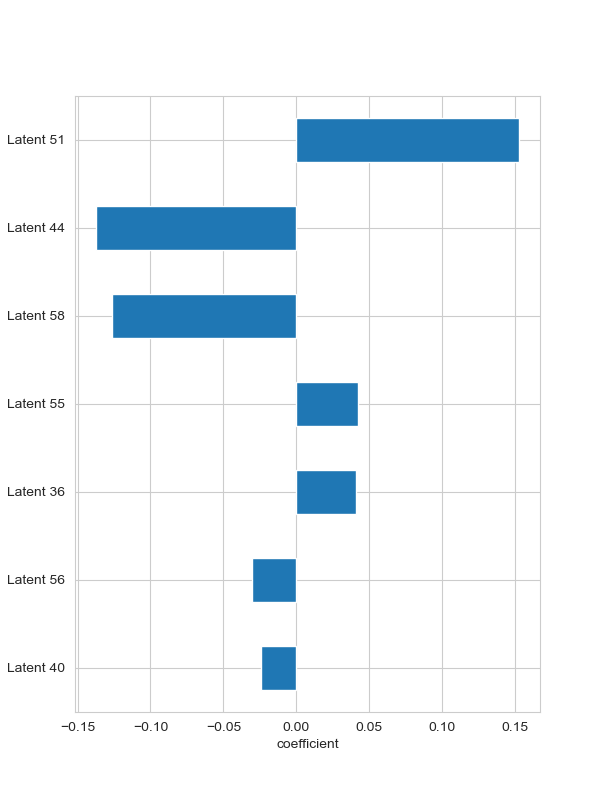 Latent 51
Latent 44
Latent 58
Latent 55
Latent 36
Latent 56
Latent 40
−0.15 −0.10 −0.05 0.00 0.05 0.10 0.15
coefficient